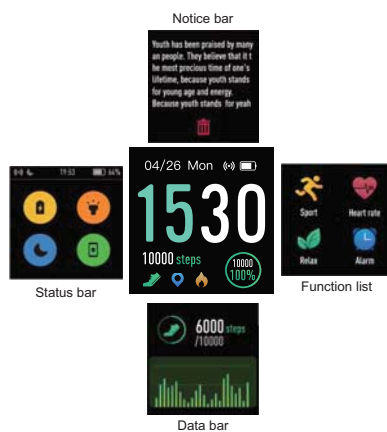 Notice bar
Youth has been praised by many
an people. They believe that it t
he most precious time of one's
lifetime, because youth stands
for young age and energy.
Because youth stands for yeah
19:53 64%
04/26 Mon
1530
10000 steps
10000
100%
Sport Heart rate
Relax Alarm
Status bar
Function list
6000 steps
/10000
Data bar